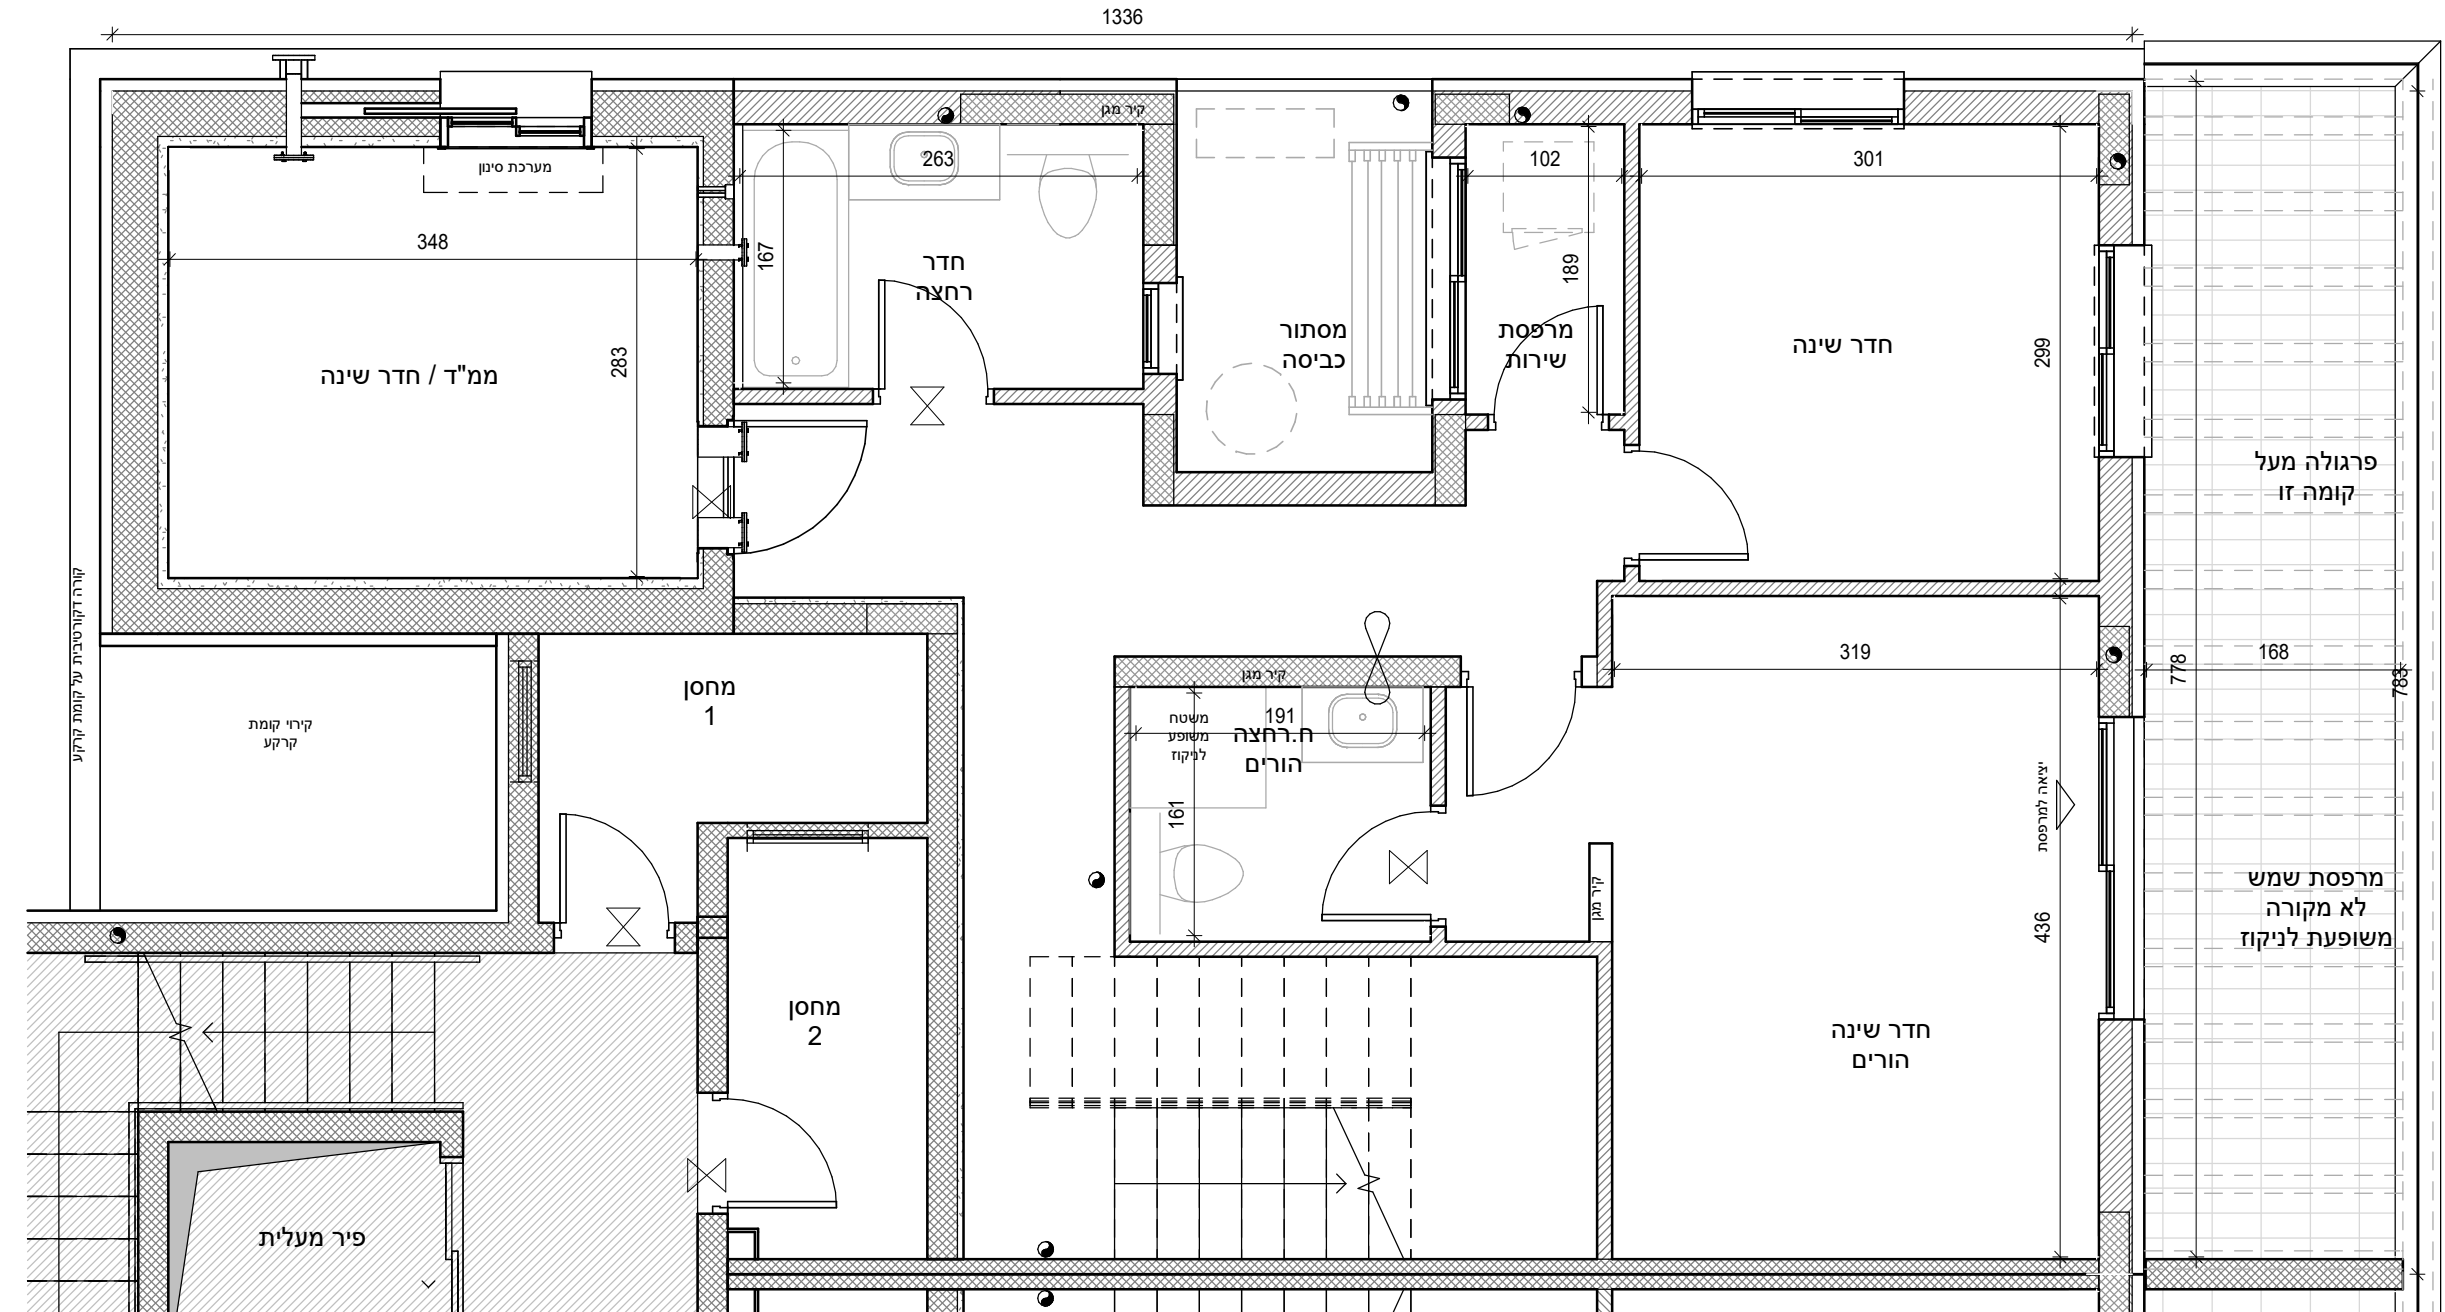 1336
קיר מגן
מערכת סינון
263
102
301
348
167
חדר
רחצה
189
283
ממ"ד / חדר שינה
מסתור
כביסה
מרפסת
שירות
חדר שינה
299
פרגולה מעל
קומה זו
קורה דקורטיבית על קומת קרקע
319
168
778
783
קיר מגן
מחסן
1
קירוי קומת
קרקע
משטח
משופע
לניקוז
191
ח.רחצה
הורים
161
יציאה למרפסת
קיר מגן
436
מרפסת שמש
לא מקורה
משופעת לניקוז
מחסן
2
חדר שינה
הורים
פיר מעלית